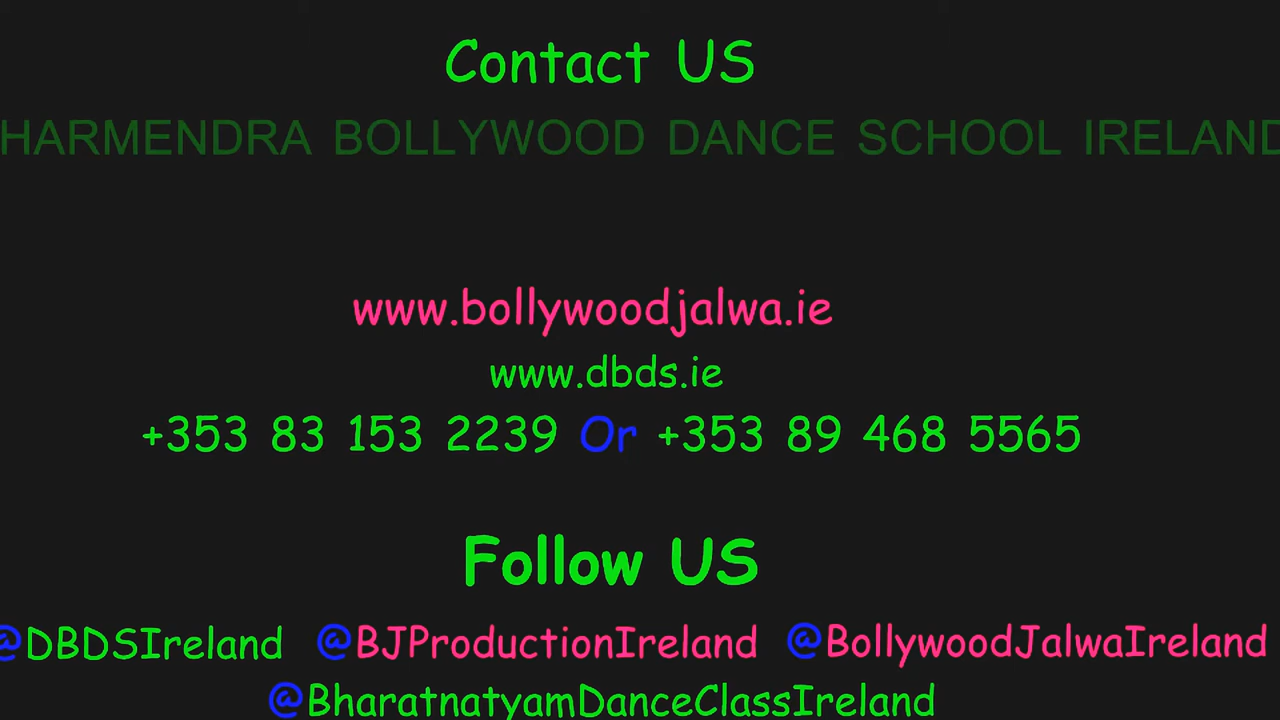 Contact US
HARMENDRA BOLLYWOOD DANCE SCHOOL IRELAND
www.bollywoodjalwa.ie
www.dbds.ie
+353 83 153 2239 Or +353 89 468 5565
Follow US
@DBDSIreland @BJProductionIreland @BollywoodJalwaIreland
@BharatnatyamDanceClassIreland